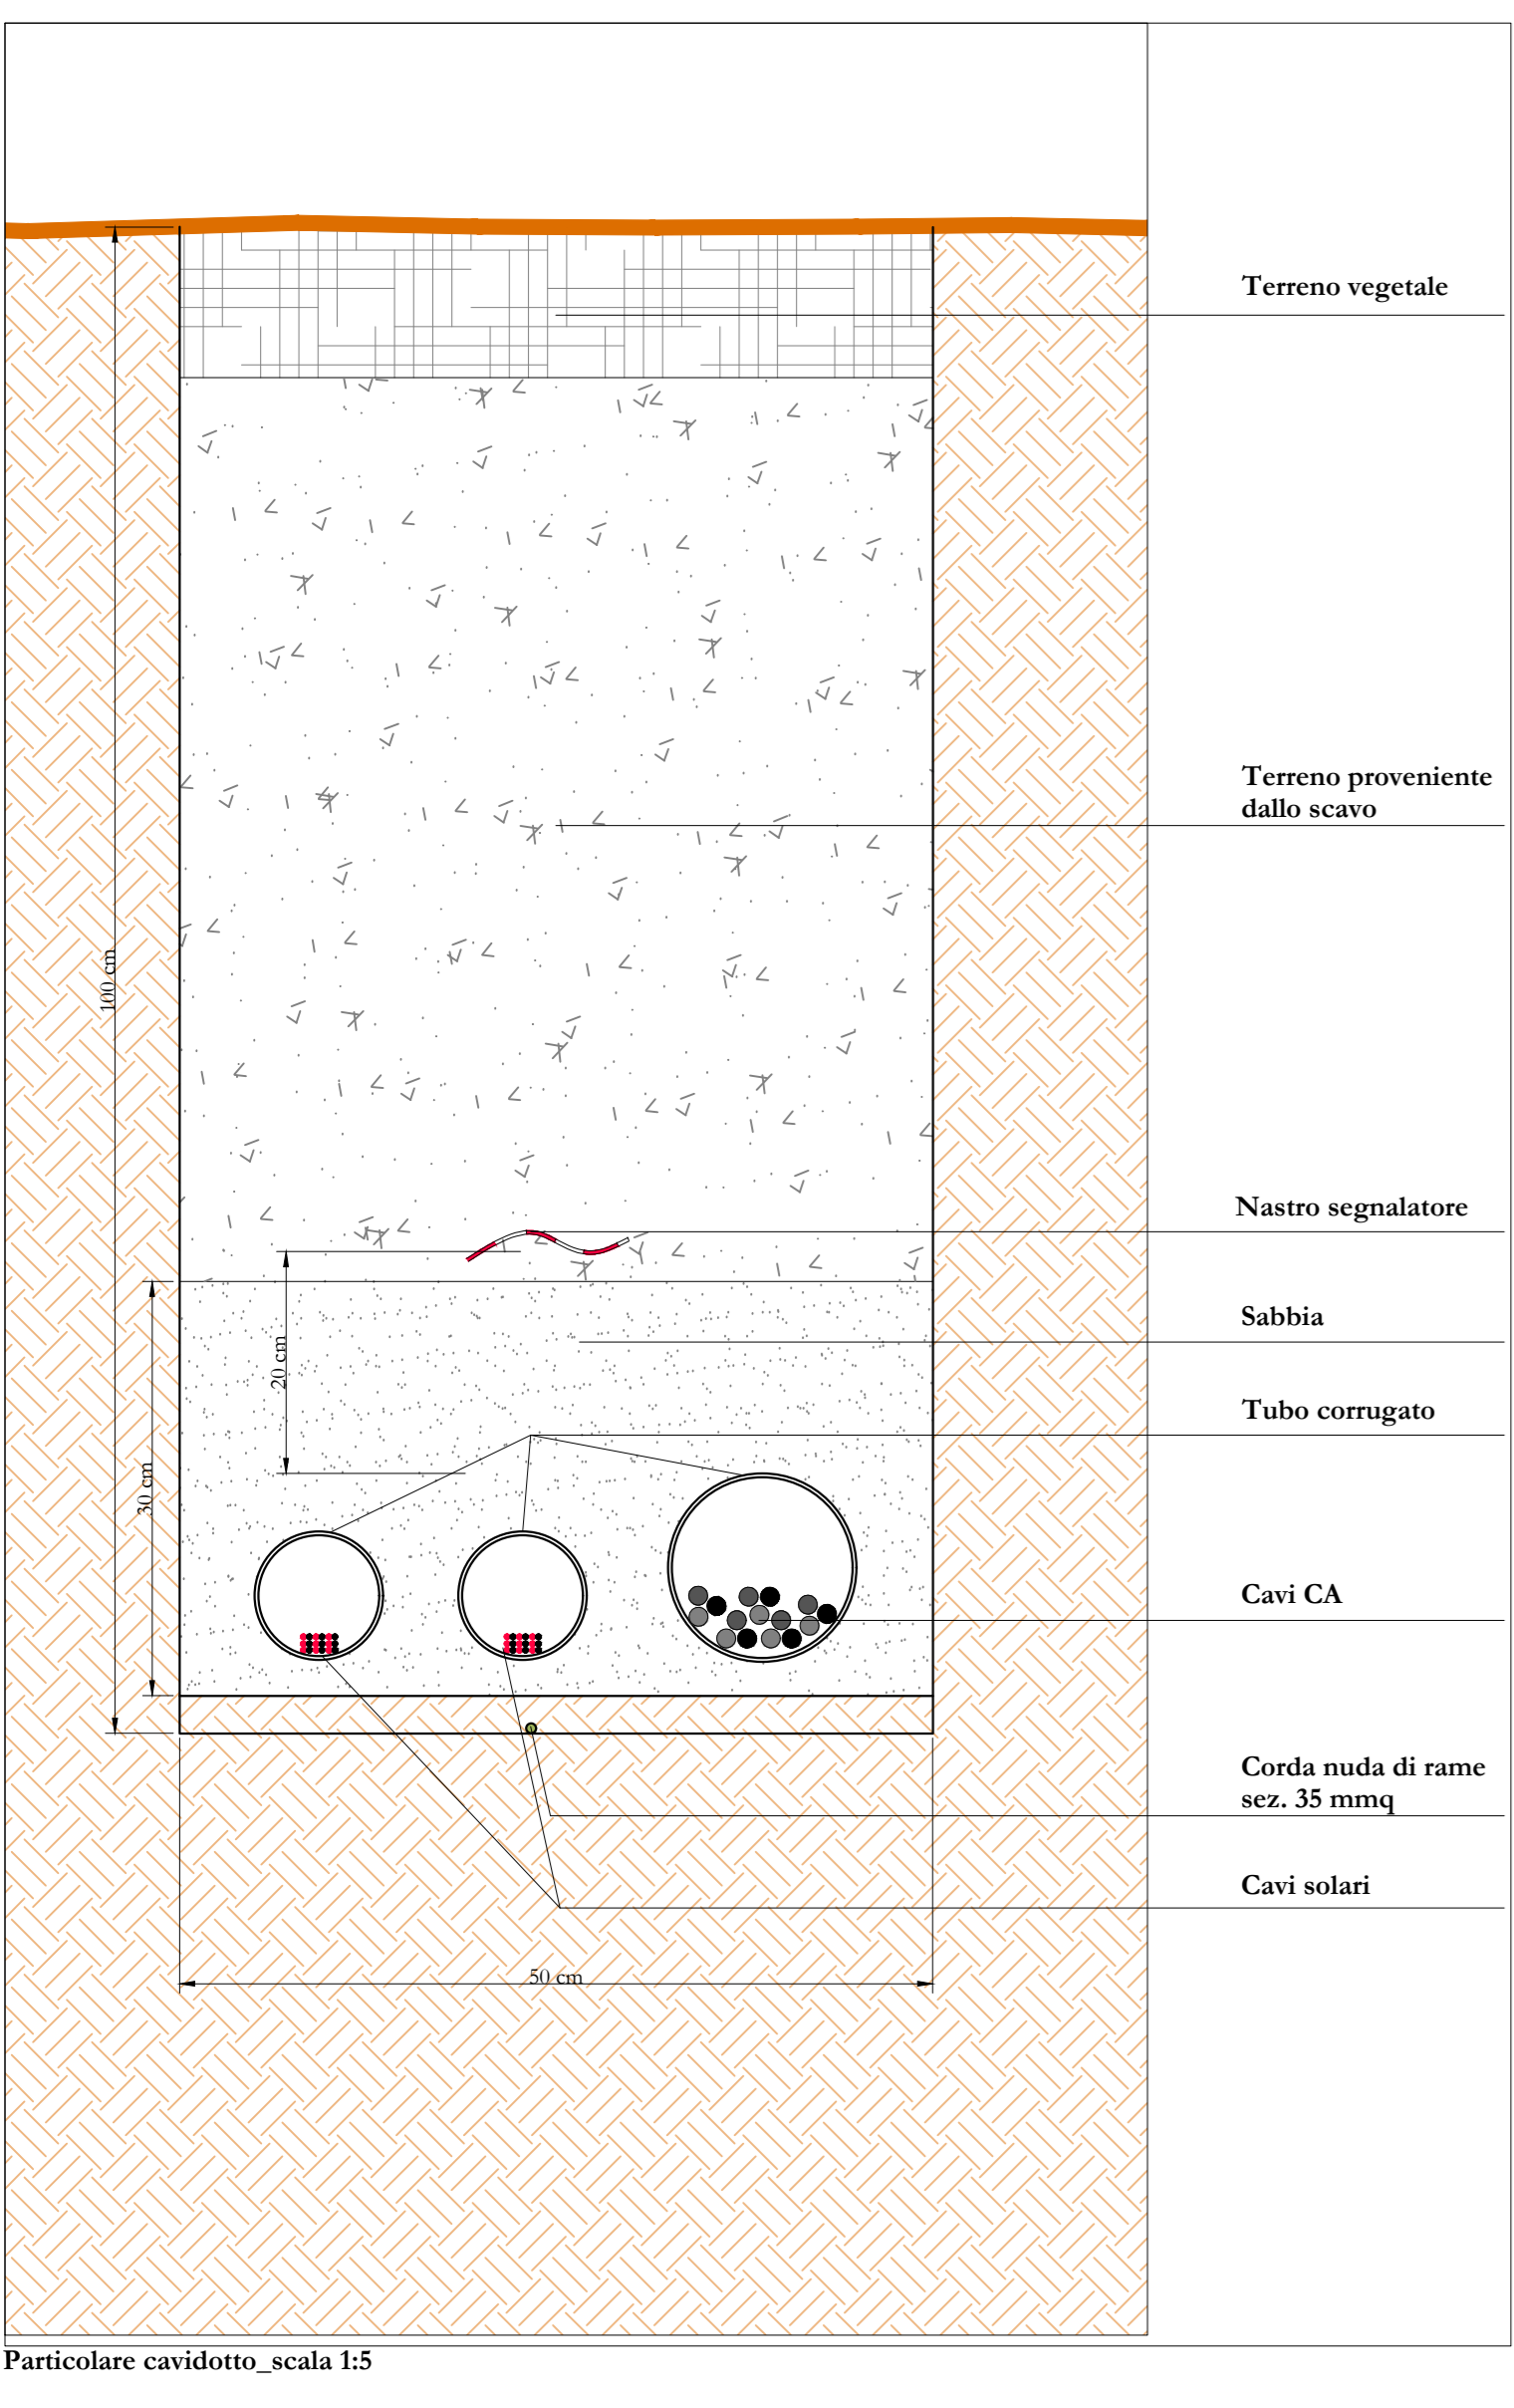 Terreno vegetale
Terreno proveniente
dallo scavo
100 cm
Nastro segnalatore
Sabbia
20 cm
Tubo corrugato
30 cm
Cavi CA
Corda nuda di rame
sez. 35 mmq
Cavi solari
50 cm
Particolare cavidotto_scala 1:5